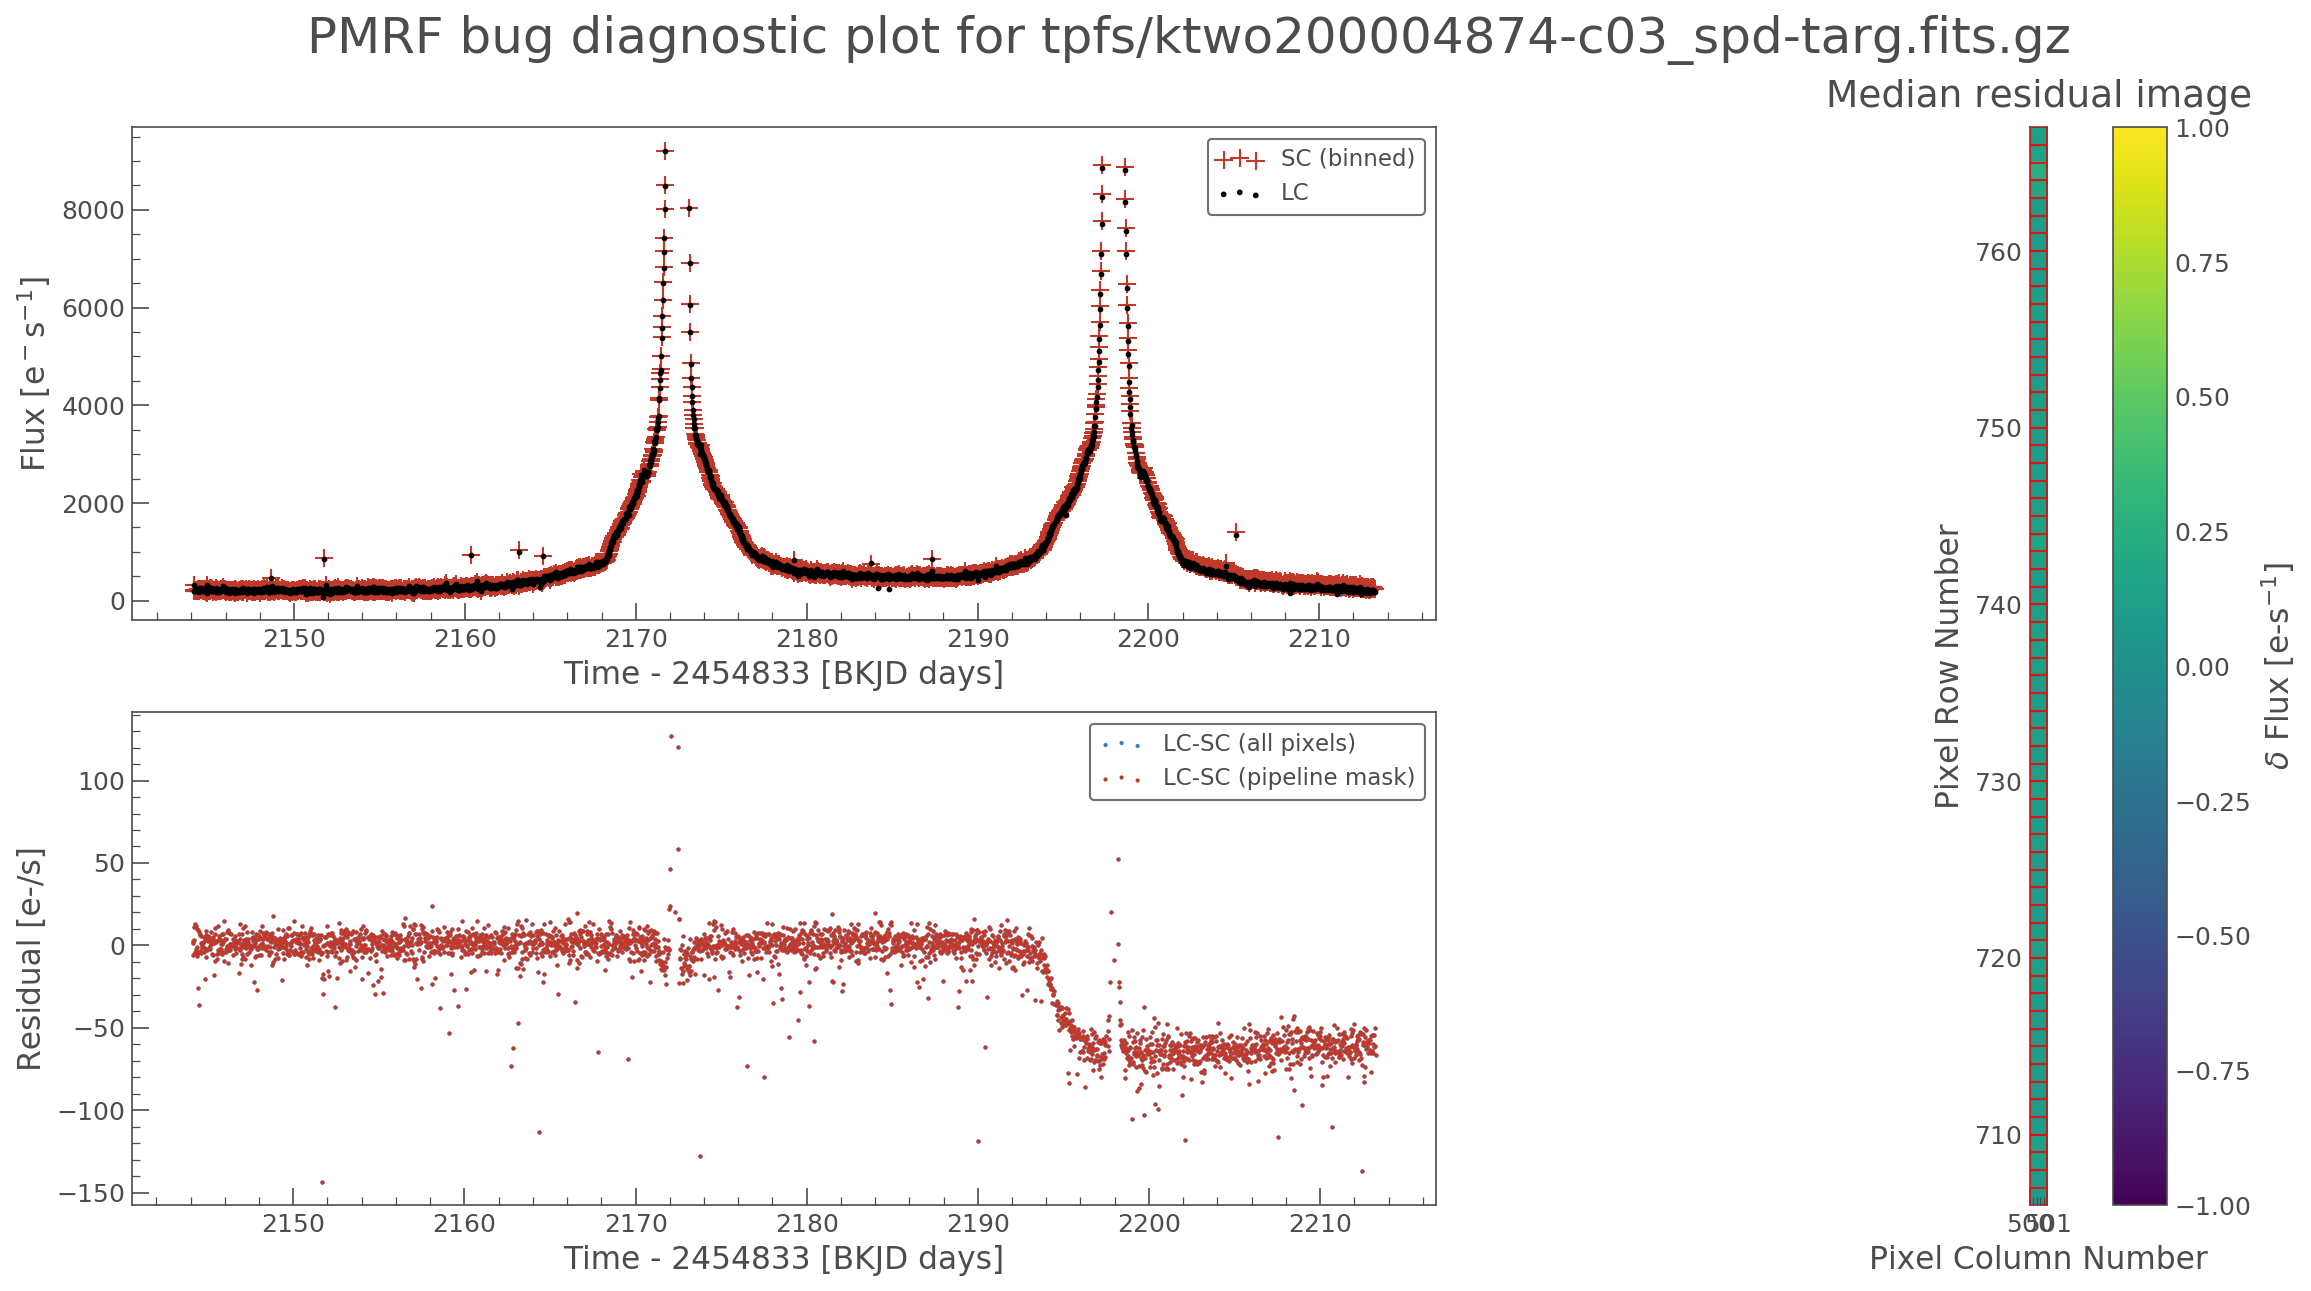 PMRF bug diagnostic plot for tpfs/ktwo200004874-c03_spd-targ.fits.gz
SC (binned)
LC
Flux [e⁻ s⁻¹]
8000
6000
4000
2000
0
2150 2160 2170 2180 2190 2200 2210
Time - 2454833 [BKJD days]
LC-SC (all pixels)
LC-SC (pipeline mask)
Residual [e-/s]
100
50
0
−50
−100
−150
2150 2160 2170 2180 2190 2200 2210
Time - 2454833 [BKJD days]
Median residual image
Pixel Row Number
760
750
740
730
720
710
500 501
Pixel Column Number
1.00
0.75
0.50
0.25
0.00
−0.25
−0.50
−0.75
−1.00
δ Flux [e-s⁻¹]